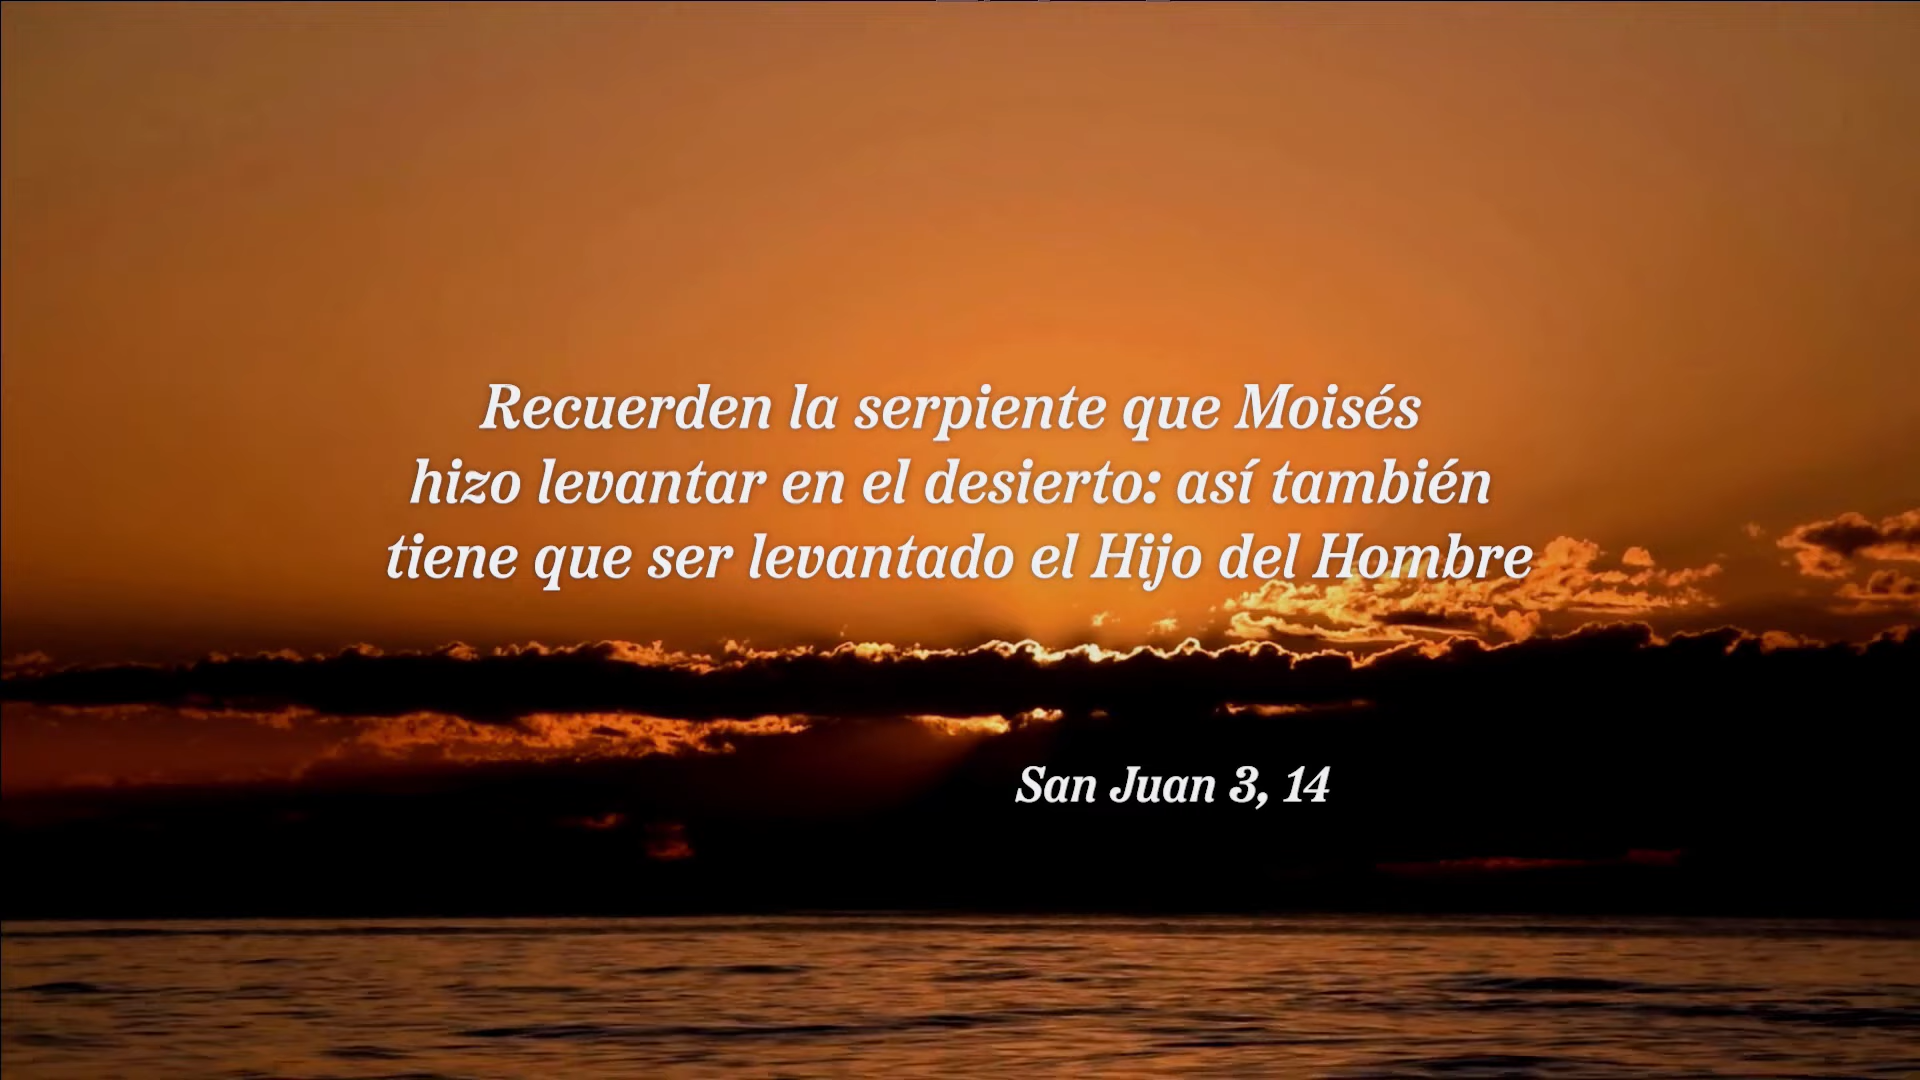 Recuerden la serpiente que Moisés
hizo levantar en el desierto: así también
tiene que ser levantado el Hijo del Hombre
San Juan 3, 14